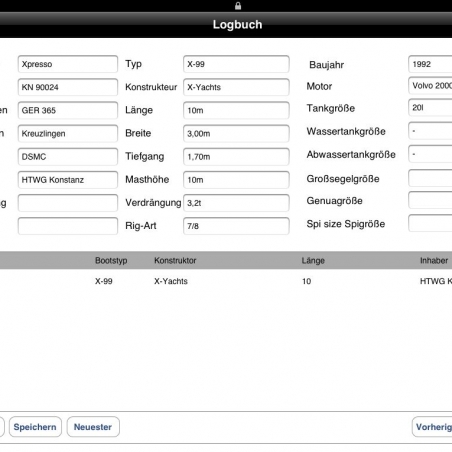 Logbuch
Xpresso Typ X-99 Baujahr 1992
KN 90024 Konstrukteur X-Yachts Motor Volvo 2000
en GER 365 Länge 10m Tankgröße 20l
n Kreuzlingen Breite 3,00m Wassertankgröße -
DSMC Tiefgang 1,70m Abwassertankgröße -
HTWG Konstanz Masthöhe 10m Großsegelgröße
ng Verdrängung 3,2t Genuagröße
Rig-Art 7/8 Spi size Spigröße
Bootstyp Konstruktor Länge Inhaber
X-99 X-Yachts 10 HTWG K
Speichern Neuester Vorherig